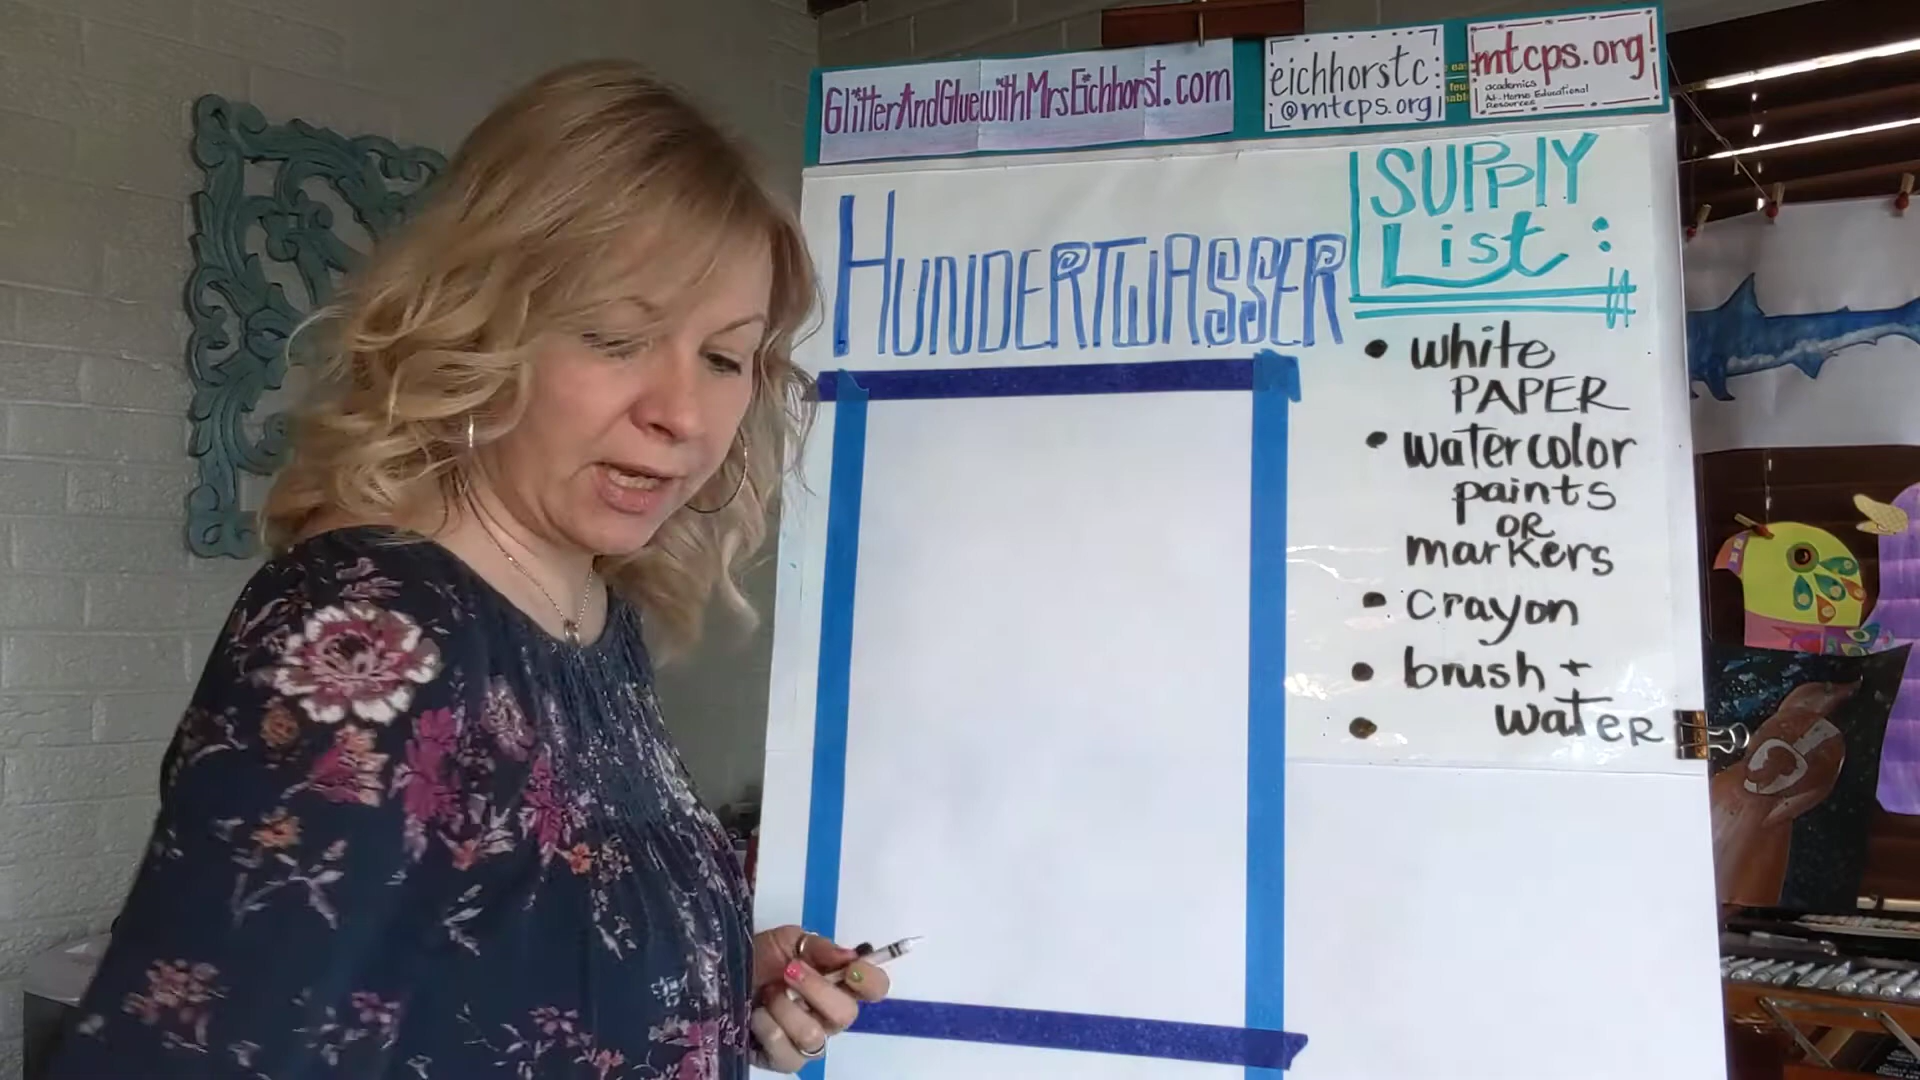 GlitterAndGluewithMrsEichhorst.com
eichhorstc
@mtcps.org
mtcps.org!
academics
At-Home Educational
Resources
HUNDERTWASSER
SUPPlY
List:
• white
PAPER
• watercolor
paints
OR
markers
• crayon
• brush +
• water